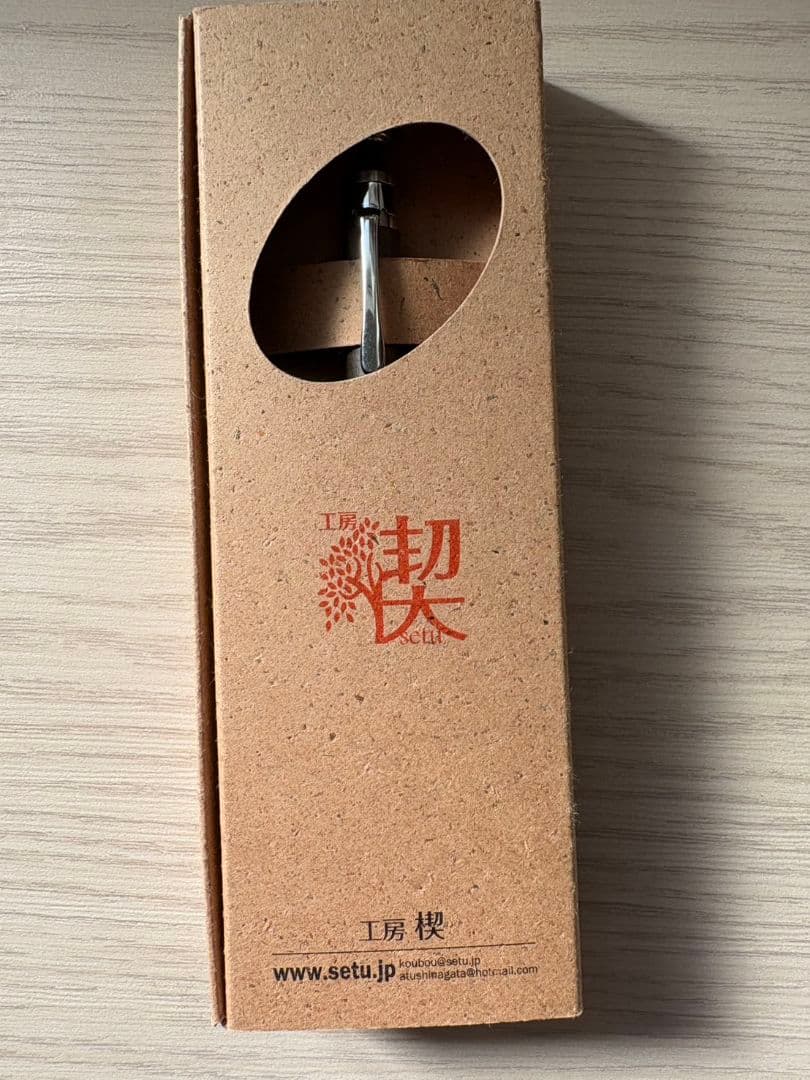 工房
楔
setu
工房 楔
www.setu.jp
koubou@setu.jp
atushinagata@hotmail.com